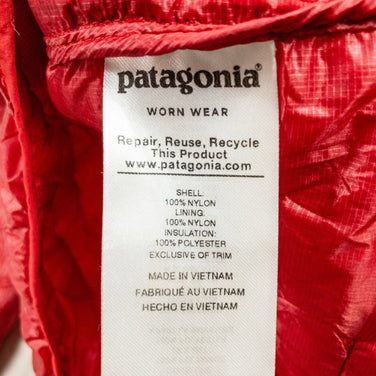 patagonia®
WORN WEAR
Repair, Reuse, Recycle
This Product
www.patagonia.com
SHELL:
100% NYLON
LINING:
100% NYLON
INSULATION:
100% POLYESTER
EXCLUSIVE OF TRIM
MADE IN VIETNAM
FABRIQUÉ AU VIETNAM
HECHO EN VIETNAM